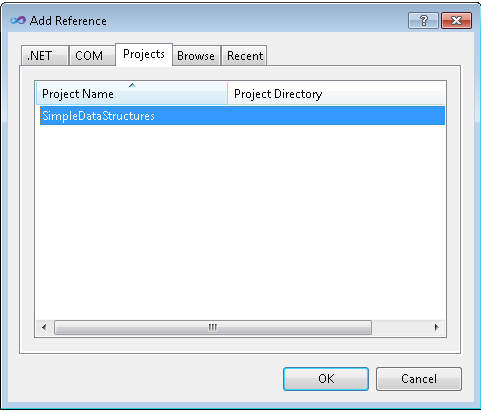 Add Reference
?
.NET COM Projects Browse Recent
Project Name Project Directory
SimpleDataStructures
OK Cancel